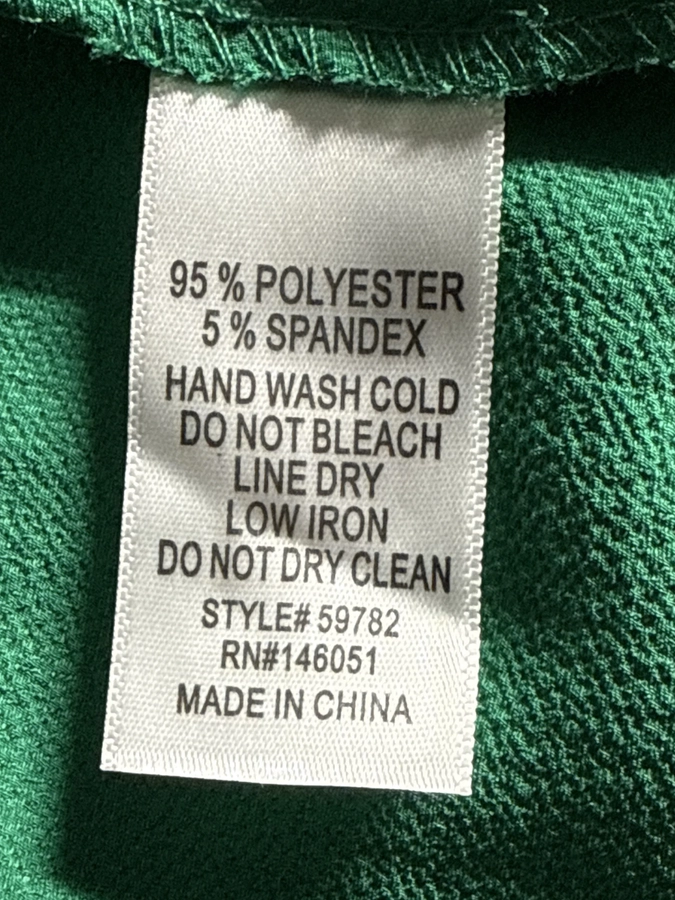 95 % POLYESTER
5 % SPANDEX
HAND WASH COLD
DO NOT BLEACH
LINE DRY
LOW IRON
DO NOT DRY CLEAN
STYLE# 59782
RN#146051
MADE IN CHINA